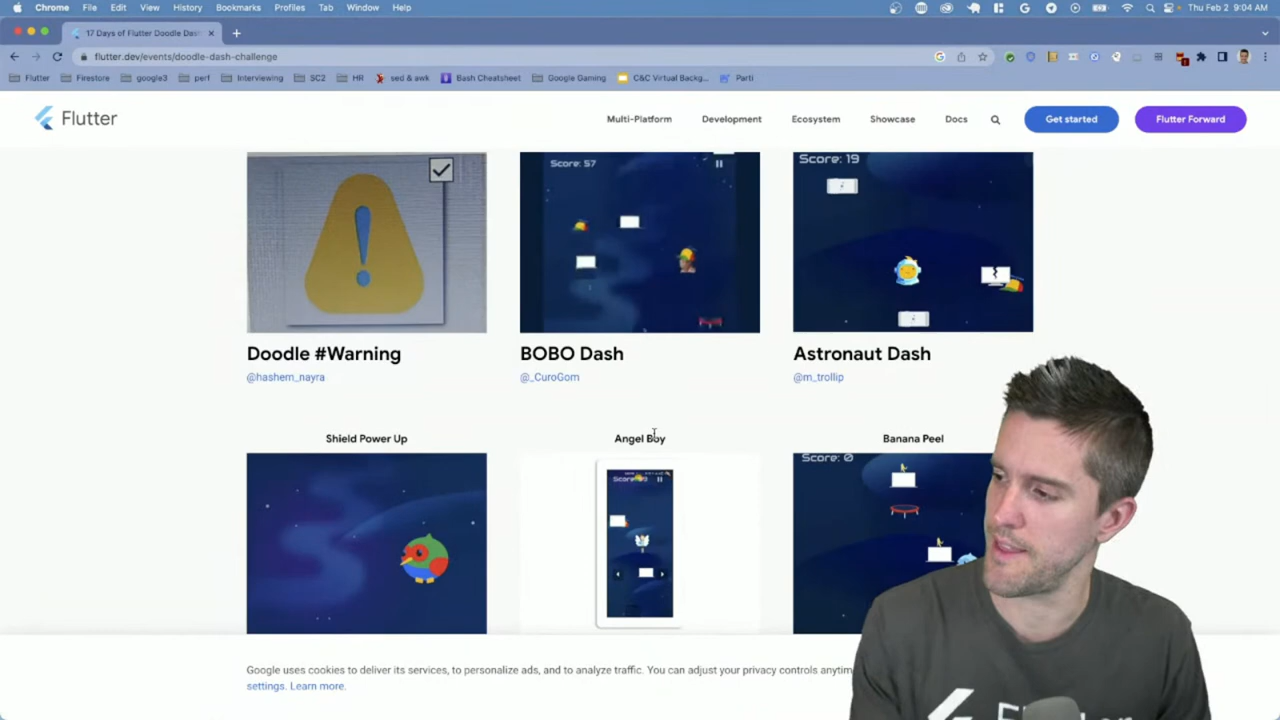 Chrome File Edit View History Bookmarks Profiles Tab Window Help
Thu Feb 2 9:04 AM
17 Days of Flutter Doodle Das
flutter.dev/events/doodle-dash-challenge
Flutter Firestore google3 perf Interviewing SC2 HR sed & awk Bash Cheatsheet Google Gaming C&C Virtual Backg... Parti
Flutter
Multi-Platform Development Ecosystem Showcase Docs Get started Flutter Forward
Score: 57
Score: 19
Doodle #Warning BOBO Dash Astronaut Dash
@hashem_nayra @_CuroGom @m_trollip
Shield Power Up Angel Boy Banana Peel
Score: 0
Google uses cookies to deliver its services, to personalize ads, and to analyze traffic. You can adjust your privacy controls anytim
settings. Learn more.